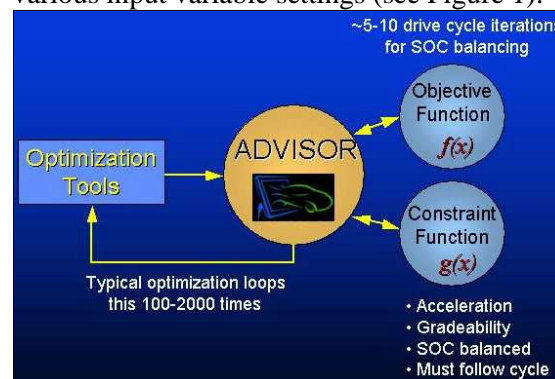 various input variable settings (see Figure 1).
~5-10 drive cycle iterations
for SOC balancing
Objective
Function
f(x)
Optimization
Tools
ADVISOR
Constraint
Function
g(x)
Typical optimization loops
this 100-2000 times
• Acceleration
• Gradeability
• SOC balanced
• Must follow cycle